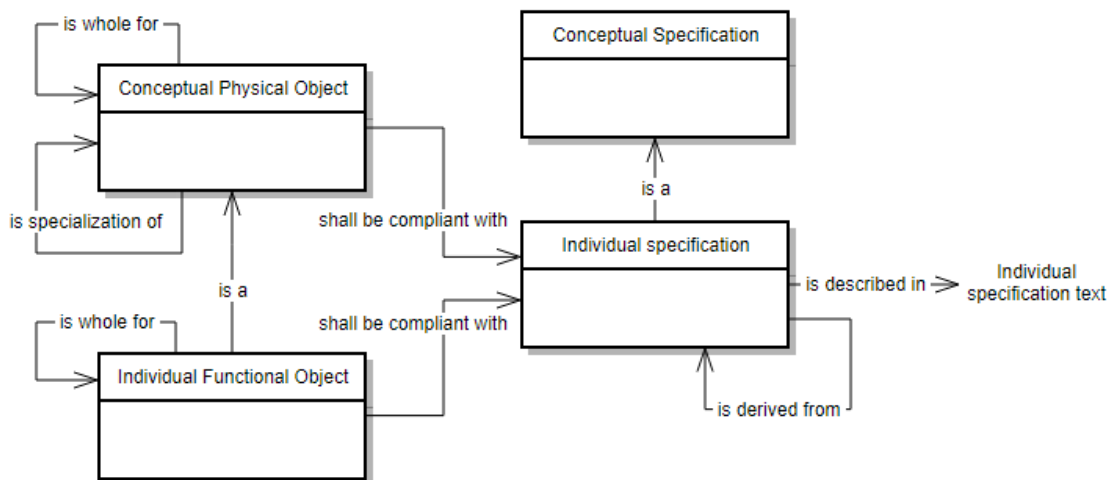 is whole for
Conceptual Specification
Conceptual Physical Object
is a
is specialization of
shall be compliant with
Individual specification
is a
is described in
Individual
specification text
is whole for
shall be compliant with
Individual Functional Object
is derived from